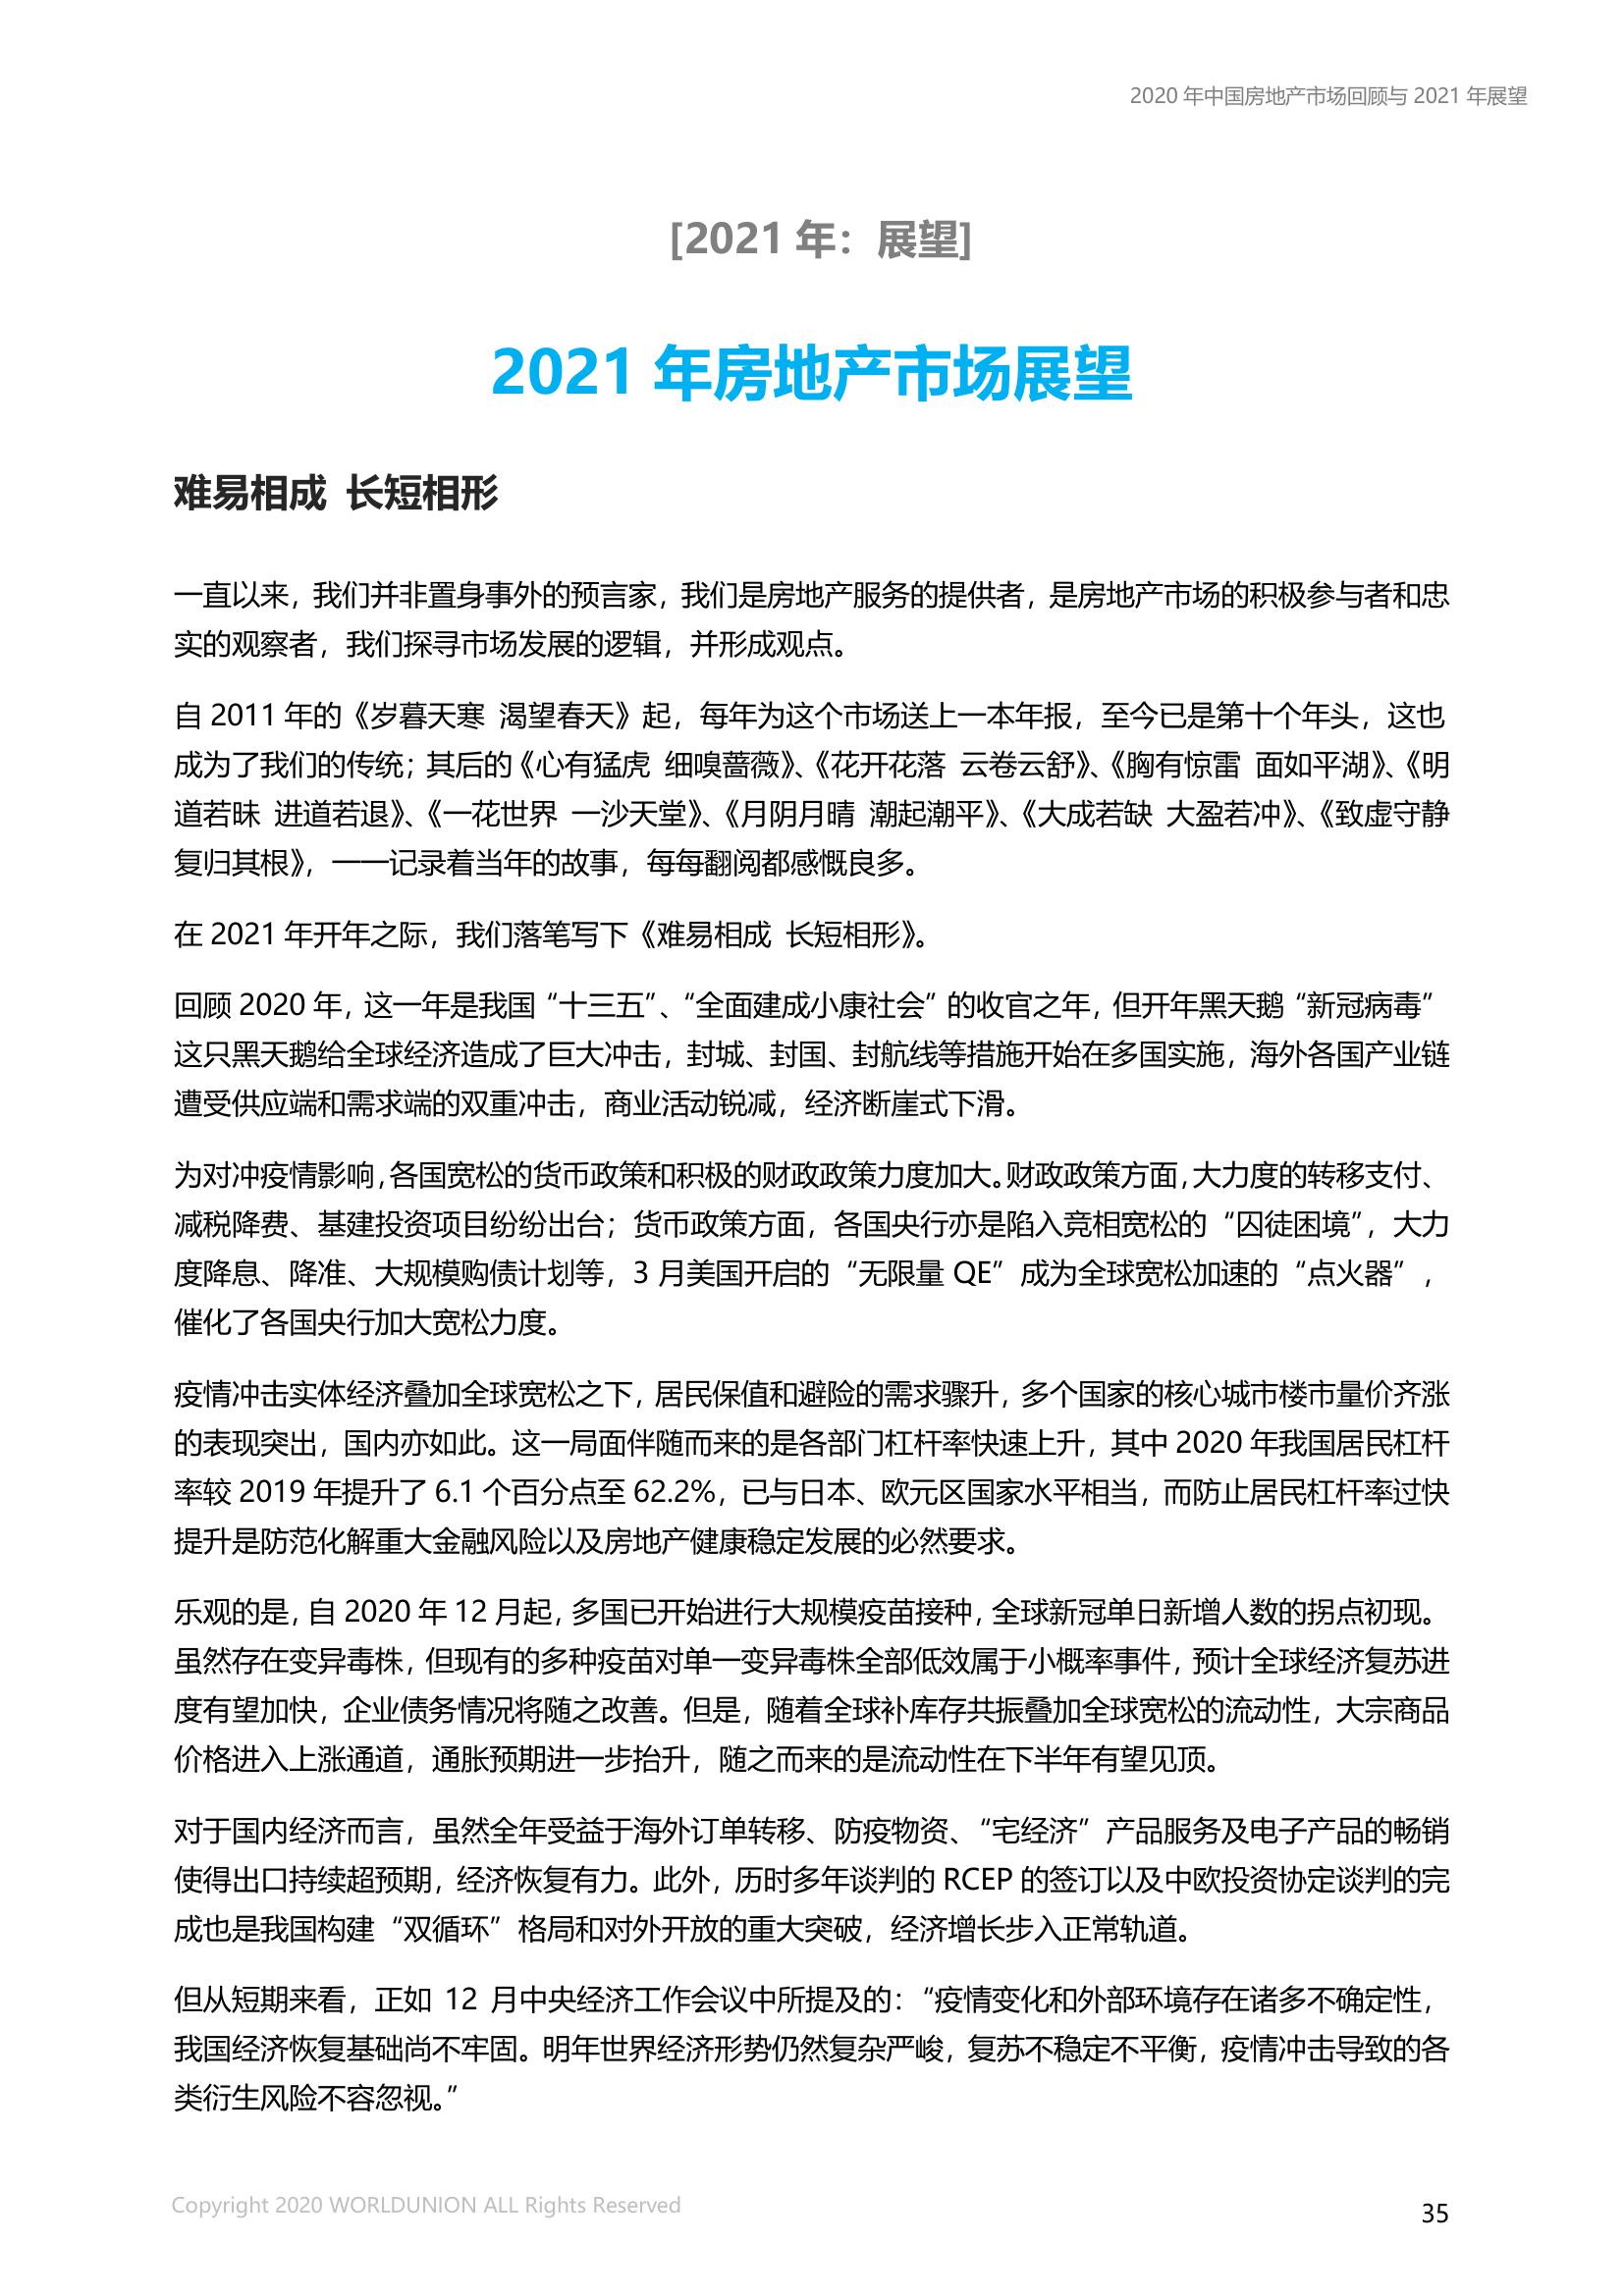 2020 年中国房地产市场回顾与 2021 年展望
[2021 年：展望]
2021 年房地产市场展望
难易相成 长短相形
一直以来，我们并非置身事外的预言家，我们是房地产服务的提供者，是房地产市场的积极参与者和忠
实的观察者，我们探寻市场发展的逻辑，并形成观点。
自 2011 年的《岁暮天寒 渴望春天》起，每年为这个市场送上一本年报，至今已是第十个年头，这也
成为了我们的传统；其后的《心有猛虎 细嗅蔷薇》、《花开花落 云卷云舒》、《胸有惊雷 面如平湖》、《明
道若昧 进道若退》、《一花世界 一沙天堂》、《月阴月晴 潮起潮平》、《大成若缺 大盈若冲》、《致虚守静
复归其根》，一一记录着当年的故事，每每翻阅都感慨良多。
在 2021 年开年之际，我们落笔写下《难易相成 长短相形》。
回顾 2020 年，这一年是我国“十三五”、“全面建成小康社会”的收官之年，但开年黑天鹅“新冠病毒”
这只黑天鹅给全球经济造成了巨大冲击，封城、封国、封航线等措施开始在多国实施，海外各国产业链
遭受供应端和需求端的双重冲击，商业活动锐减，经济断崖式下滑。
为对冲疫情影响，各国宽松的货币政策和积极的财政政策力度加大。财政政策方面，大力度的转移支付、
减税降费、基建投资项目纷纷出台；货币政策方面，各国央行亦是陷入竞相宽松的“囚徒困境”，大力
度降息、降准、大规模购债计划等，3 月美国开启的“无限量 QE”成为全球宽松加速的“点火器”，
催化了各国央行加大宽松力度。
疫情冲击实体经济叠加全球宽松之下，居民保值和避险的需求骤升，多个国家的核心城市楼市量价齐涨
的表现突出，国内亦如此。这一局面伴随而来的是各部门杠杆率快速上升，其中 2020 年我国居民杠杆
率较 2019 年提升了 6.1 个百分点至 62.2%，已与日本、欧元区国家水平相当，而防止居民杠杆率过快
提升是防范化解重大金融风险以及房地产健康稳定发展的必然要求。
乐观的是，自 2020 年 12 月起，多国已开始进行大规模疫苗接种，全球新冠单日新增人数的拐点初现。
虽然存在变异毒株，但现有的多种疫苗对单一变异毒株全部低效属于小概率事件，预计全球经济复苏进
度有望加快，企业债务情况将随之改善。但是，随着全球补库存共振叠加全球宽松的流动性，大宗商品
价格进入上涨通道，通胀预期进一步抬升，随之而来的是流动性在下半年有望见顶。
对于国内经济而言，虽然全年受益于海外订单转移、防疫物资、“宅经济”产品服务及电子产品的畅销
使得出口持续超预期，经济恢复有力。此外，历时多年谈判的 RCEP 的签订以及中欧投资协定谈判的完
成也是我国构建“双循环”格局和对外开放的重大突破，经济增长步入正常轨道。
但从短期来看，正如 12 月中央经济工作会议中所提及的：“疫情变化和外部环境存在诸多不确定性，
我国经济恢复基础尚不牢固。明年世界经济形势仍然复杂严峻，复苏不稳定不平衡，疫情冲击导致的各
类衍生风险不容忽视。”
Copyright 2020 WORLDUNION ALL Rights Reserved
35